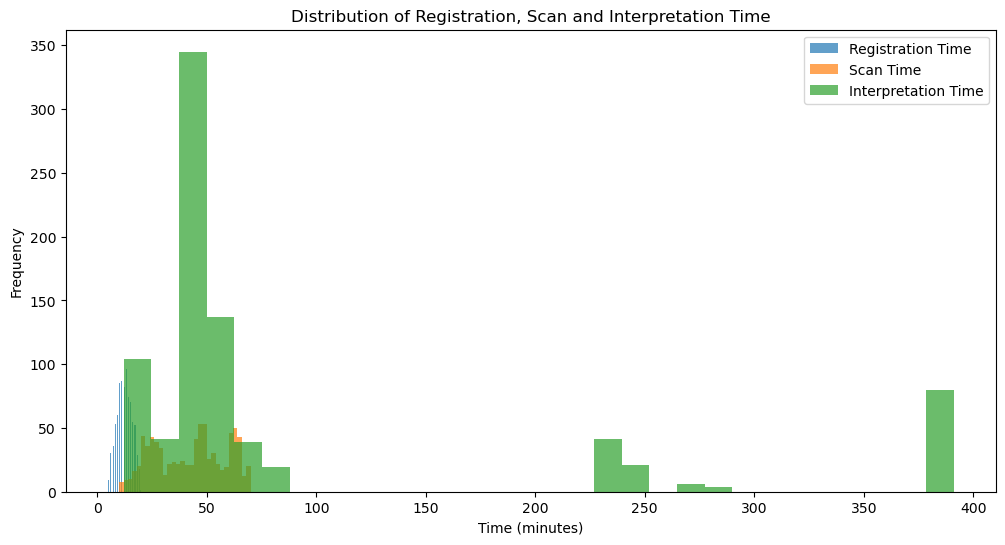 Distribution of Registration, Scan and Interpretation Time
Registration Time
Scan Time
Interpretation Time
Frequency
350
300
250
200
150
100
50
0
0 50 100 150 200 250 300 350 400
Time (minutes)